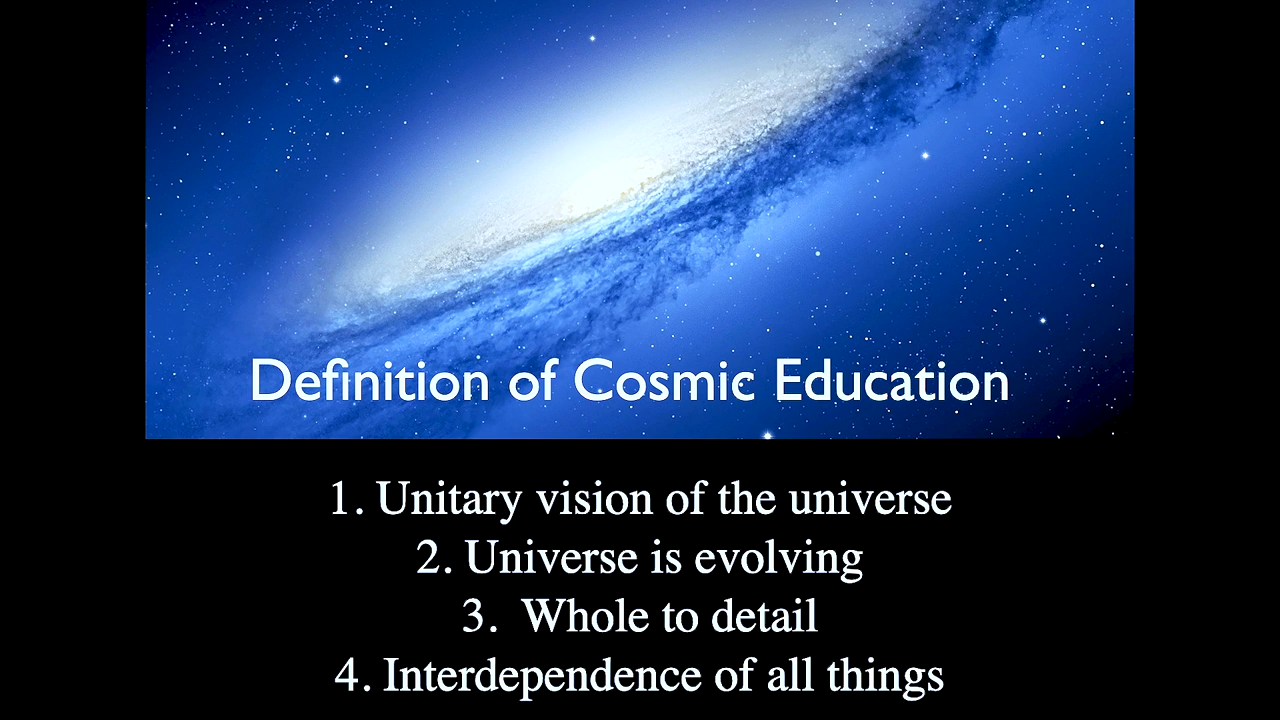 Definition of Cosmic Education
1. Unitary vision of the universe
2. Universe is evolving
3.  Whole to detail
4. Interdependence of all things